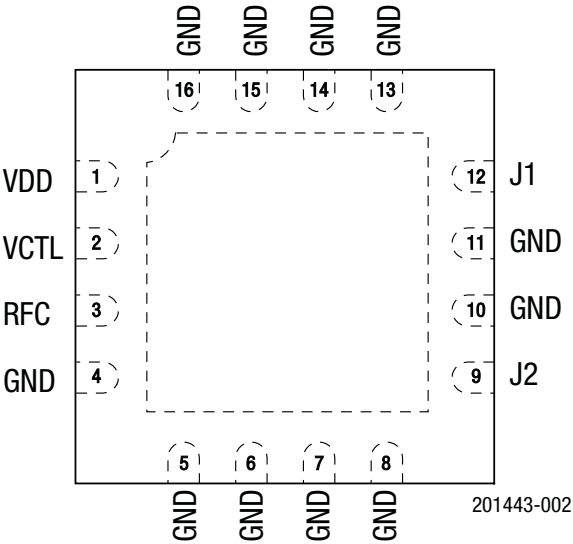 GND GND GND GND
16 15 14 13
VDD 1 12 J1
VCTL 2 11 GND
RFC 3 10 GND
GND 4 9 J2
5 6 7 8
GND GND GND GND
201443-002